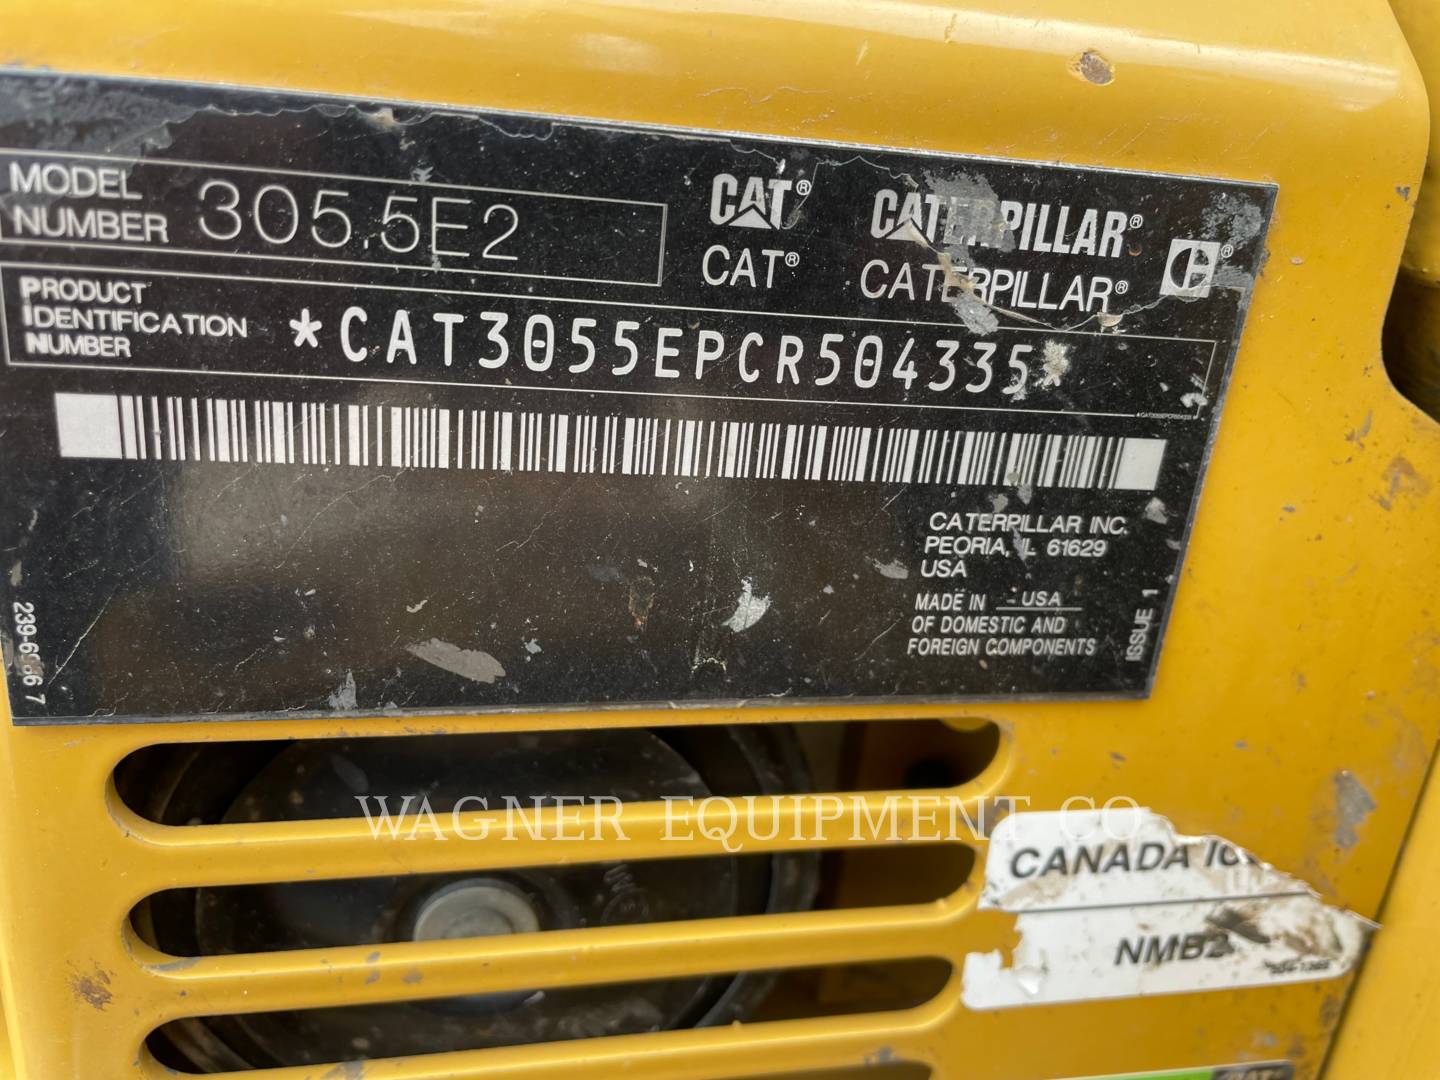 MODEL
NUMBER
305.5E2
CAT® CATERPILLAR®
CAT® CATERPILLAR®
PRODUCT
IDENTIFICATION
NUMBER
*CAT3055EPCR504335*
CATERPILLAR INC.
PEORIA, IL 61629
USA
MADE IN USA
OF DOMESTIC AND
FOREIGN COMPONENTS
ISSUE 1
WAGNER EQUIPMENT CO
CANADA